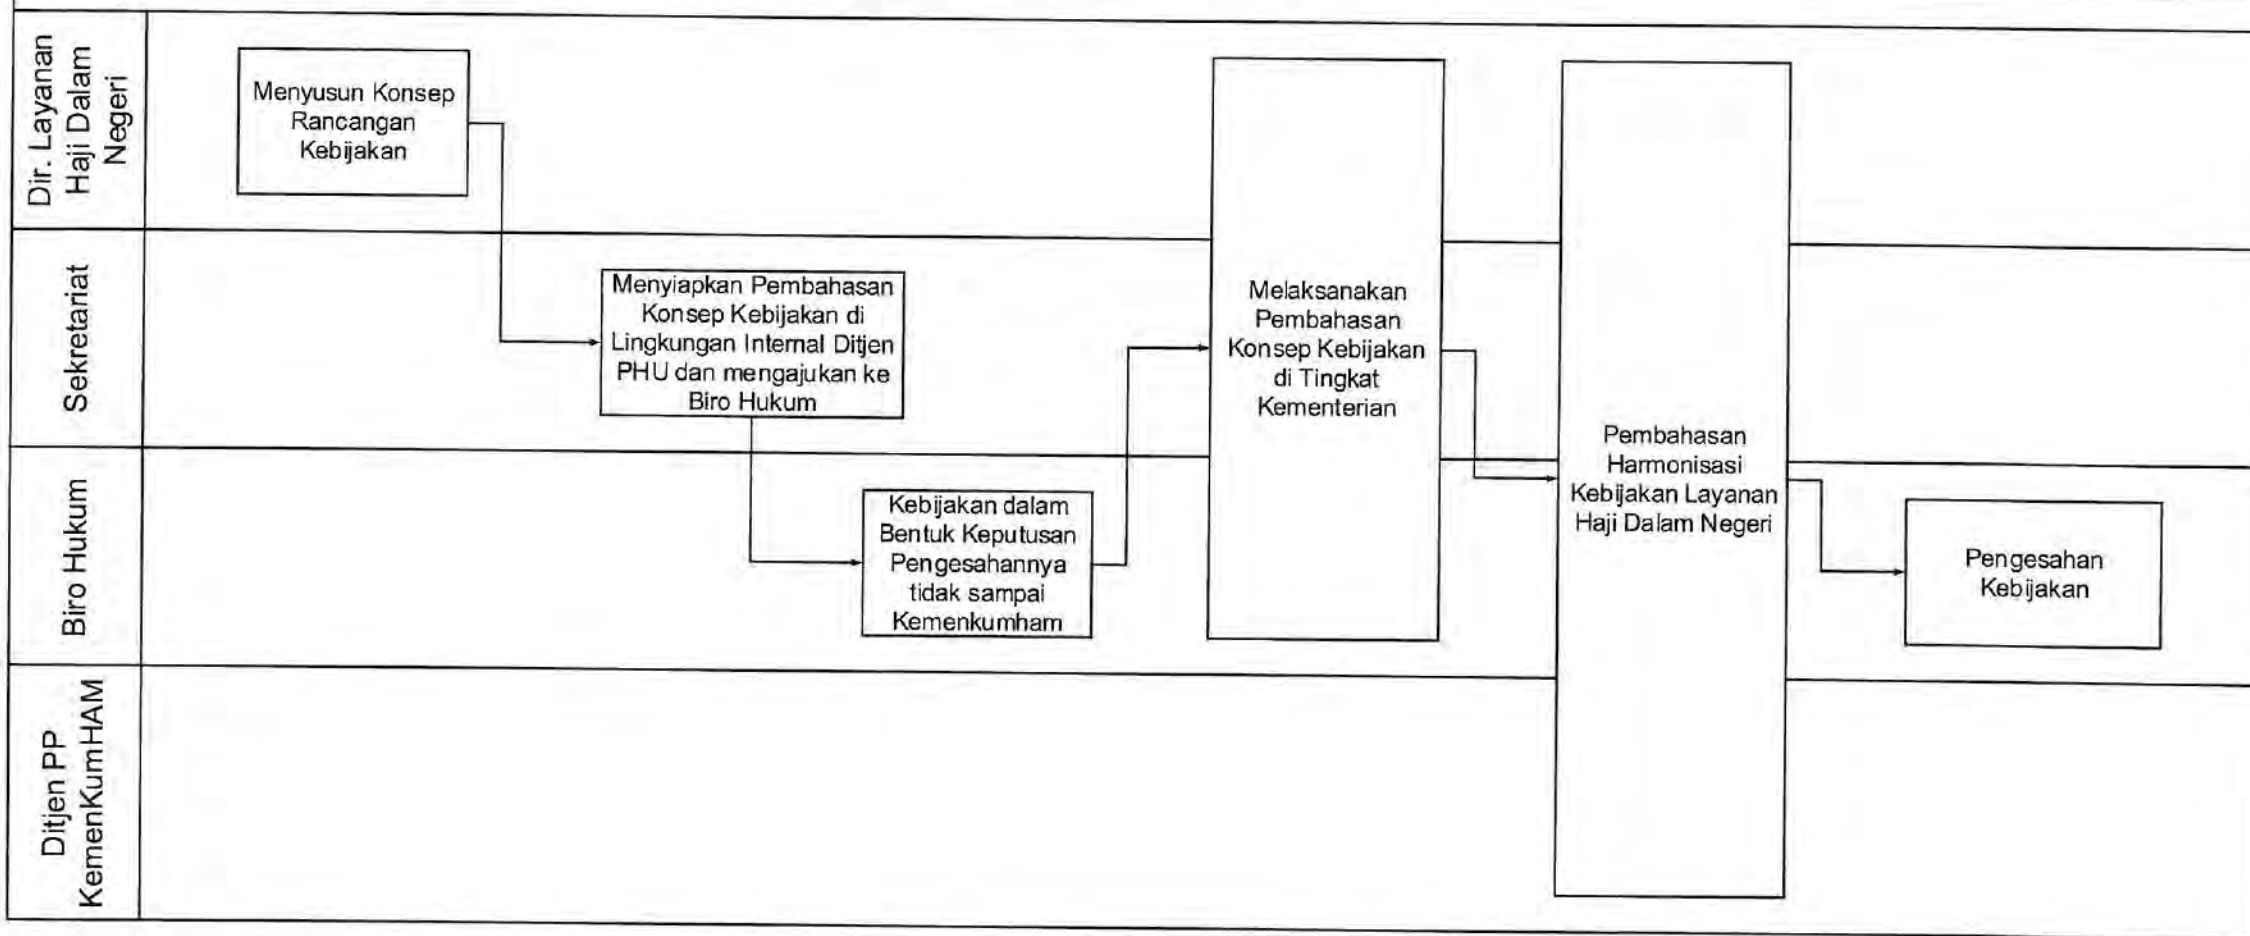 Dir. Layanan
Haji Dalam
Negeri
Menyusun Konsep
Rancangan
Kebijakan
Sekretariat
Menyiapkan Pembahasan
Konsep Kebijakan di
Lingkungan Internal Ditjen
PHU dan mengajukan ke
Biro Hukum
Biro Hukum
Kebijakan dalam
Bentuk Keputusan
Pengesahannya
tidak sampai
Kemenkumham
Melaksanakan
Pembahasan
Konsep Kebijakan
di Tingkat
Kementerian
Pembahasan
Harmonisasi
Kebijakan Layanan
Haji Dalam Negeri
Pengesahan
Kebijakan
Ditjen PP
KemenKumHAM